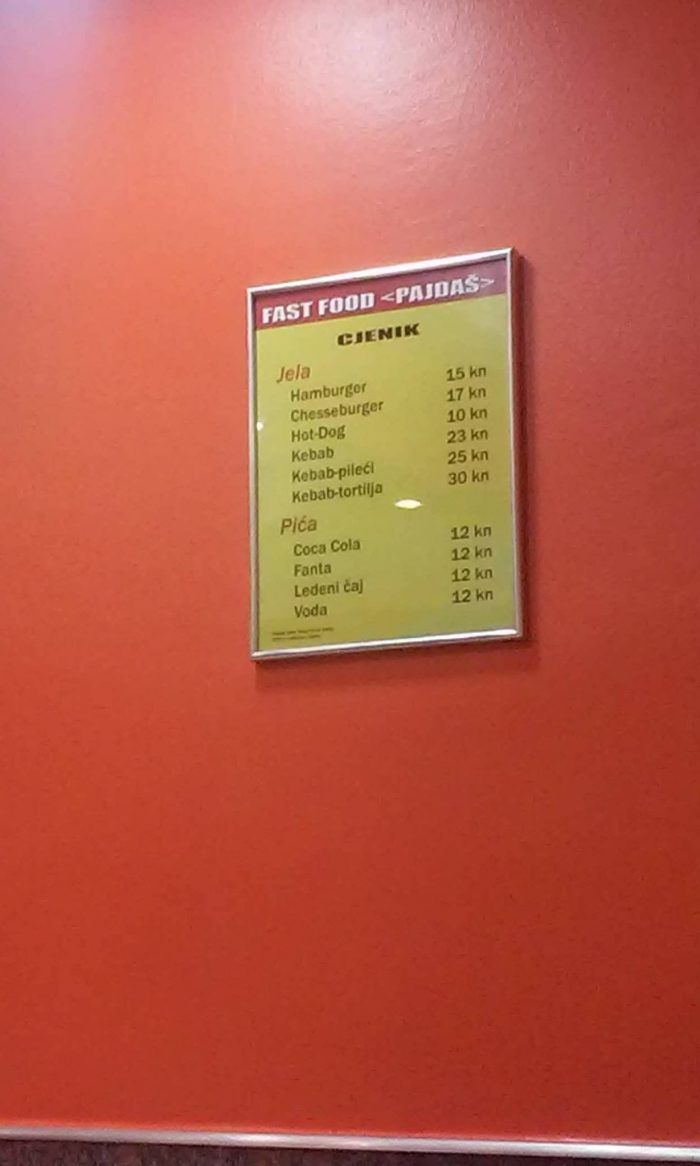 FAST FOOD <PAJDAŠ>
CJENIK
Jela
Hamburger 15 kn
Chesseburger 17 kn
Hot-Dog 10 kn
Kebab 23 kn
Kebab-pileći 25 kn
Kebab-tortilja 30 kn
Pića
Coca Cola 12 kn
Fanta 12 kn
Ledeni čaj 12 kn
Voda 12 kn